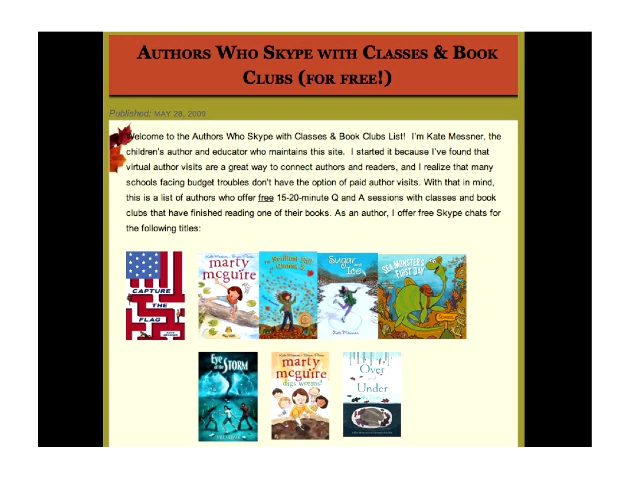 Authors Who Skype with Classes & Book
Clubs (for free!)
Published: MAY 28, 2009
Welcome to the Authors Who Skype with Classes & Book Clubs List!  I'm Kate Messner, the
children's author and educator who maintains this site.  I started it because I've found that
virtual author visits are a great way to connect authors and readers, and I realize that many
schools facing budget troubles don't have the option of paid author visits. With that in mind,
this is a list of authors who offer free 15-20-minute Q and A sessions with classes and book
clubs that have finished reading one of their books. As an author, I offer free Skype chats for
the following titles:
CAPTURE
THE
FLAG
marty
mcguire
Sugar and
Ice
Kate Messner
SEA MONSTER'S
FIRST DAY
Eye
of the STORM
marty
mcguire
digs worms!
Over
and
Under